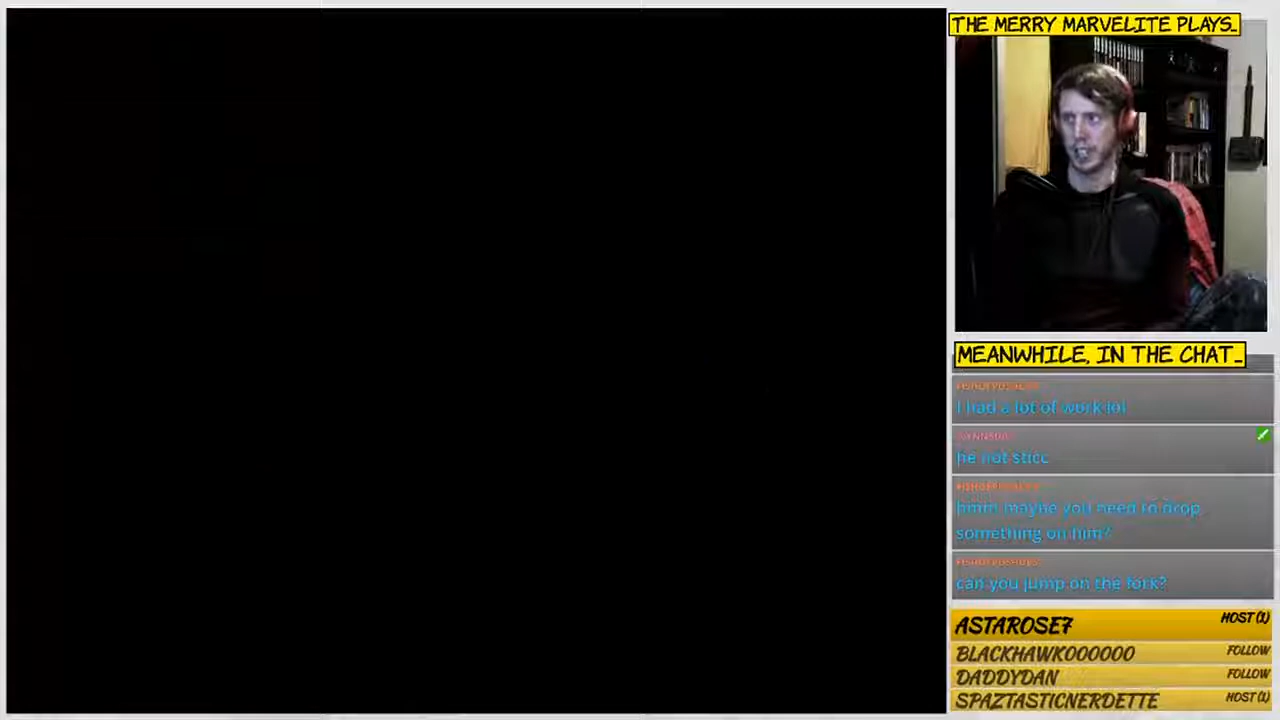 THE MERRY MARVELITE PLAYS_
MEANWHILE, IN THE CHAT_
I had a lot of work lol
he not sticc
hmm maybe you need to drop
something on him?
can you jump on the fork?
ASTAROSE7 HOST (1)
BLACKHAWK000000 FOLLOW
DADDYDAN FOLLOW
SPAZTASTICNERDETTE HOST (1)